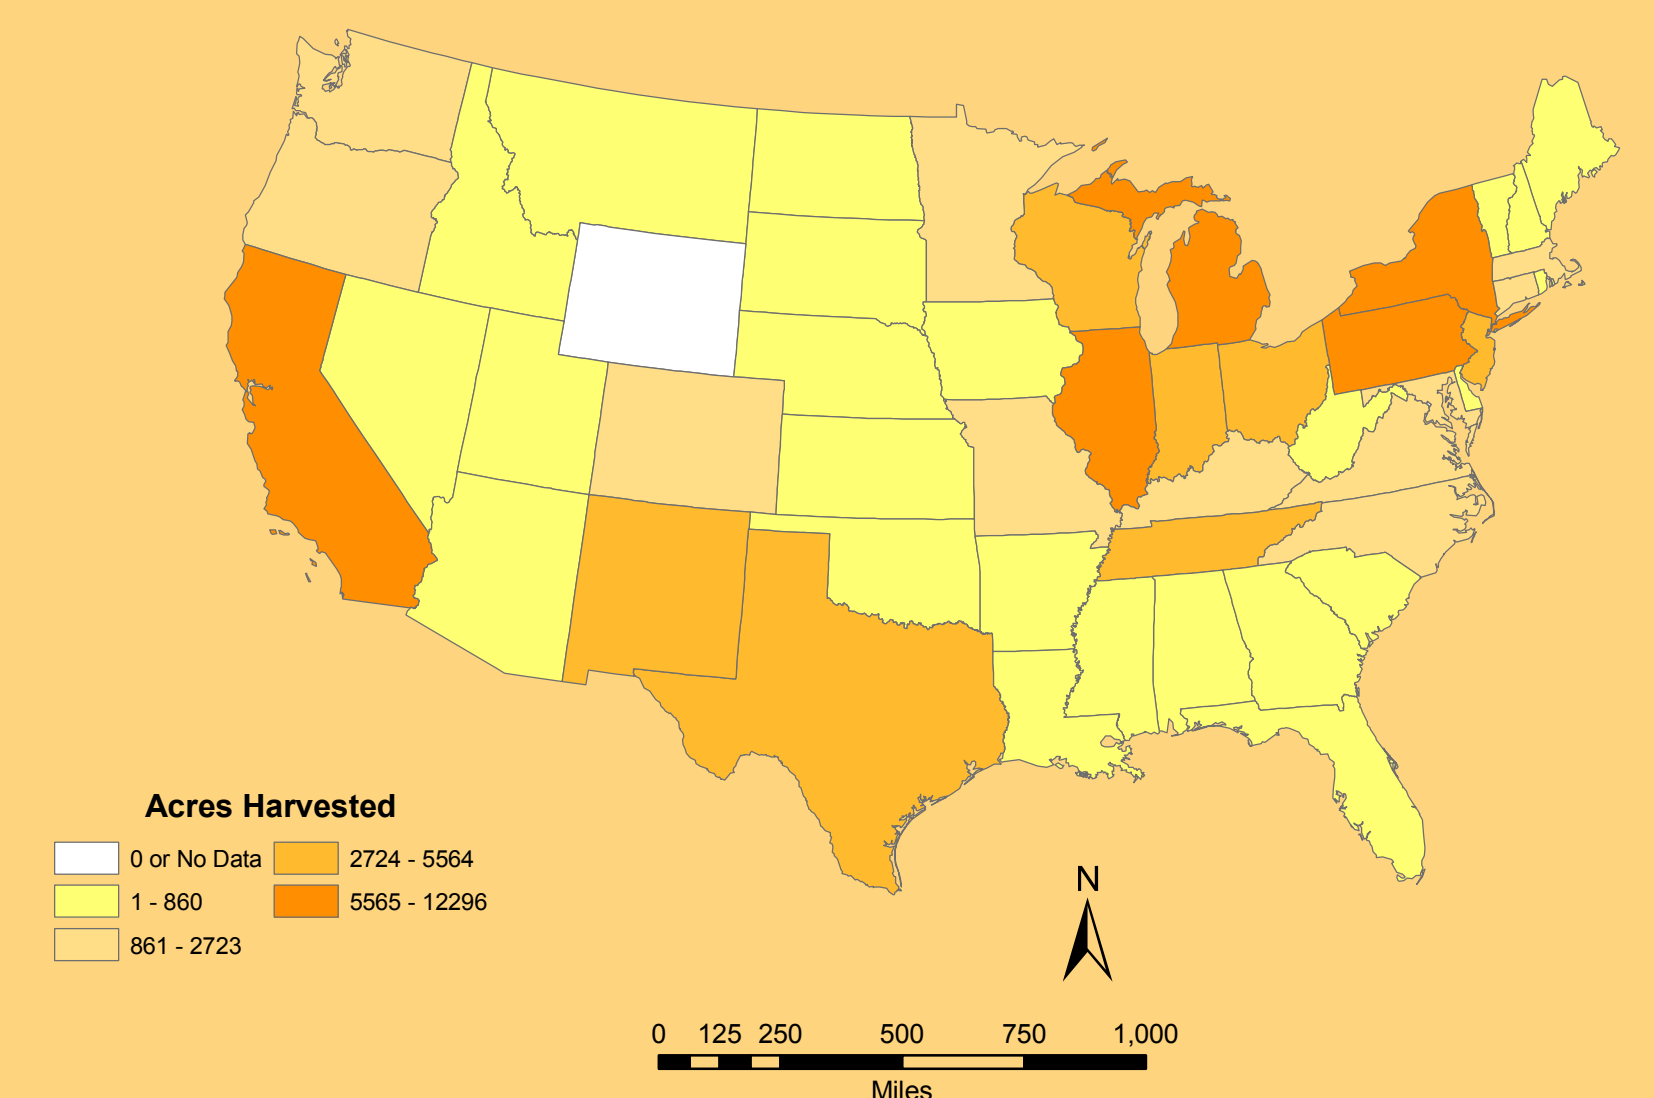 Acres Harvested
0 or No Data
1 - 860
861 - 2723
2724 - 5564
5565 - 12296
N
0 125 250 500 750 1,000
Miles